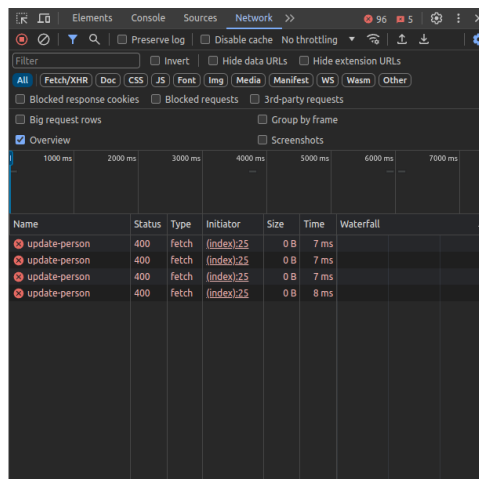 Elements Console Sources Network 96 5
Preserve log Disable cache No throttling
Filter Invert Hide data URLs Hide extension URLs
All Fetch/XHR Doc CSS JS Font Img Media Manifest WS Wasm Other
Blocked response cookies Blocked requests 3rd-party requests
Big request rows Group by frame
Overview Screenshots
1000 ms 2000 ms 3000 ms 4000 ms 5000 ms 6000 ms 7000 ms
Name Status Type Initiator Size Time Waterfall
update-person 400 fetch (index):25 0 B 7 ms
update-person 400 fetch (index):25 0 B 7 ms
update-person 400 fetch (index):25 0 B 7 ms
update-person 400 fetch (index):25 0 B 8 ms